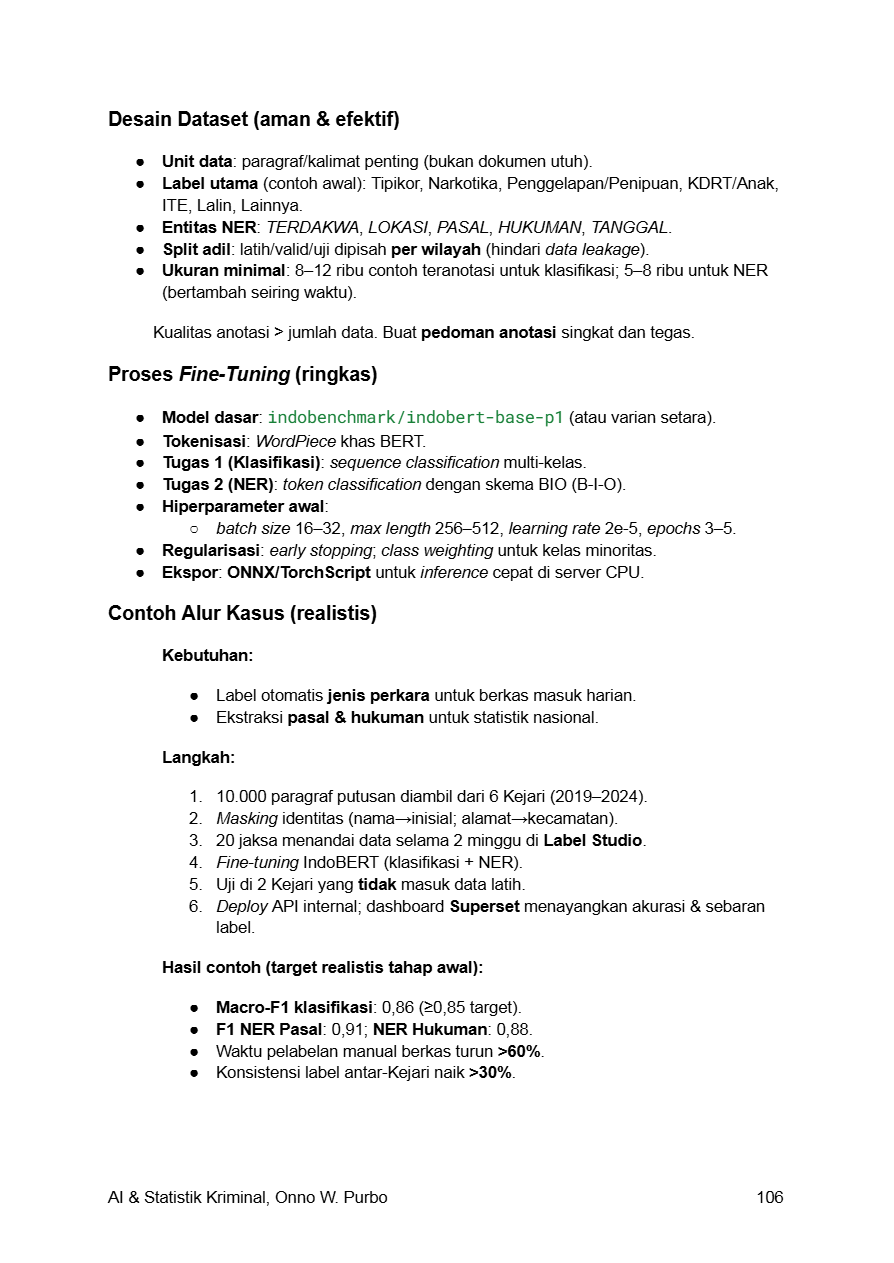 Desain Dataset (aman & efektif)
● Unit data: paragraf/kalimat penting (bukan dokumen utuh).
● Label utama (contoh awal): Tipikor, Narkotika, Penggelapan/Penipuan, KDRT/Anak,
ITE, Lalin, Lainnya.
● Entitas NER: TERDAKWA, LOKASI, PASAL, HUKUMAN, TANGGAL.
● Split adil: latih/valid/uji dipisah per wilayah (hindari data leakage).
● Ukuran minimal: 8–12 ribu contoh teranotasi untuk klasifikasi; 5–8 ribu untuk NER
(bertambah seiring waktu).
Kualitas anotasi > jumlah data. Buat pedoman anotasi singkat dan tegas.
Proses Fine-Tuning (ringkas)
● Model dasar: indobenchmark/indobert-base-p1 (atau varian setara).
● Tokenisasi: WordPiece khas BERT.
● Tugas 1 (Klasifikasi): sequence classification multi-kelas.
● Tugas 2 (NER): token classification dengan skema BIO (B-I-O).
● Hiperparameter awal:
○ batch size 16–32, max length 256–512, learning rate 2e-5, epochs 3–5.
● Regularisasi: early stopping; class weighting untuk kelas minoritas.
● Ekspor: ONNX/TorchScript untuk inference cepat di server CPU.
Contoh Alur Kasus (realistis)
Kebutuhan:
● Label otomatis jenis perkara untuk berkas masuk harian.
● Ekstraksi pasal & hukuman untuk statistik nasional.
Langkah:
1. 10.000 paragraf putusan diambil dari 6 Kejari (2019–2024).
2. Masking identitas (nama→inisial; alamat→kecamatan).
3. 20 jaksa menandai data selama 2 minggu di Label Studio.
4. Fine-tuning IndoBERT (klasifikasi + NER).
5. Uji di 2 Kejari yang tidak masuk data latih.
6. Deploy API internal; dashboard Superset menayangkan akurasi & sebaran
label.
Hasil contoh (target realistis tahap awal):
● Macro-F1 klasifikasi: 0,86 (≥0,85 target).
● F1 NER Pasal: 0,91; NER Hukuman: 0,88.
● Waktu pelabelan manual berkas turun >60%.
● Konsistensi label antar-Kejari naik >30%.
AI & Statistik Kriminal, Onno W. Purbo 106